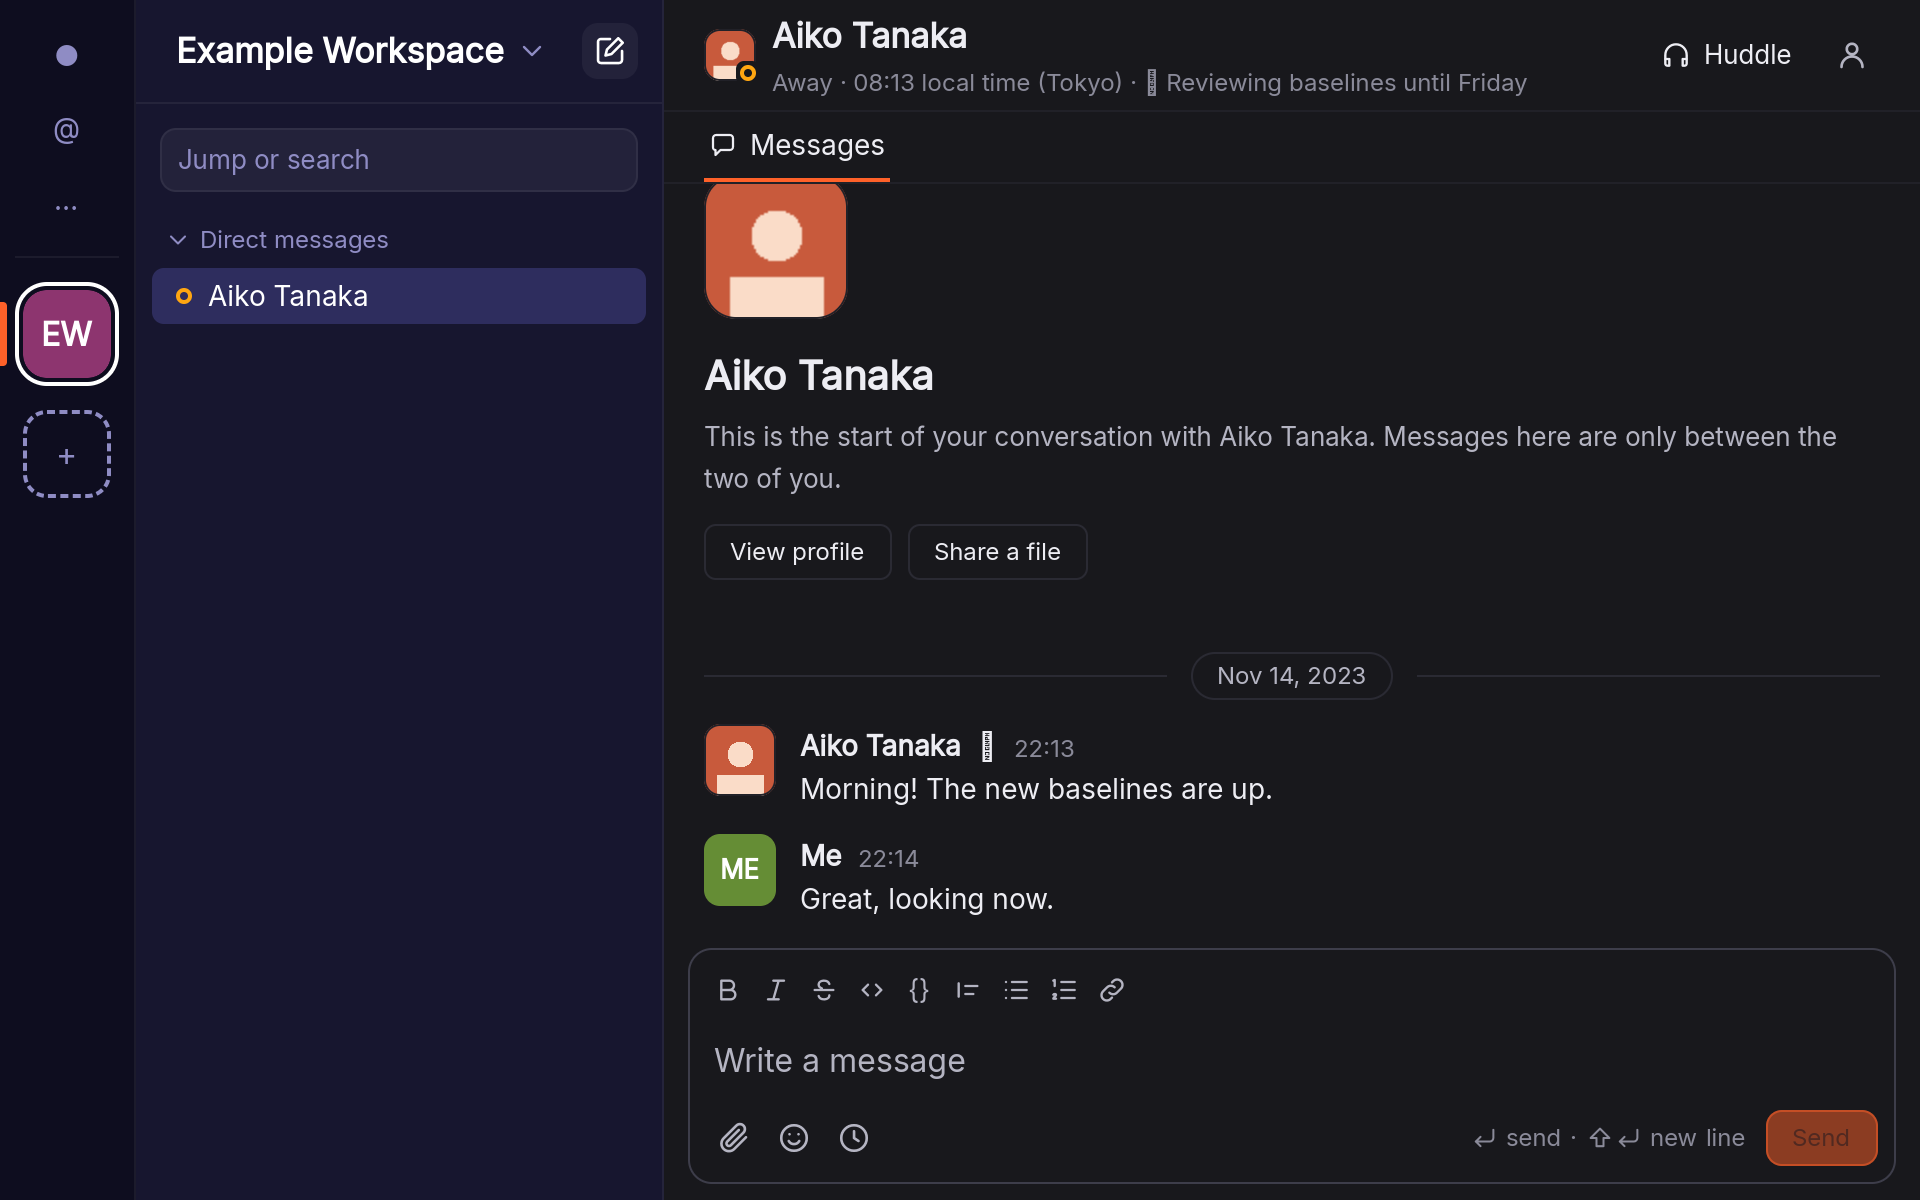 Example Workspace
@
...
Jump or search
Direct messages
Aiko Tanaka
EW
+
Aiko Tanaka
Away · 08:13 local time (Tokyo) · Reviewing baselines until Friday
Huddle
Messages
Aiko Tanaka
This is the start of your conversation with Aiko Tanaka. Messages here are only between the
two of you.
View profile
Share a file
Nov 14, 2023
Aiko Tanaka 22:13
Morning! The new baselines are up.
ME
Me 22:14
Great, looking now.
Write a message
send · new line
Send